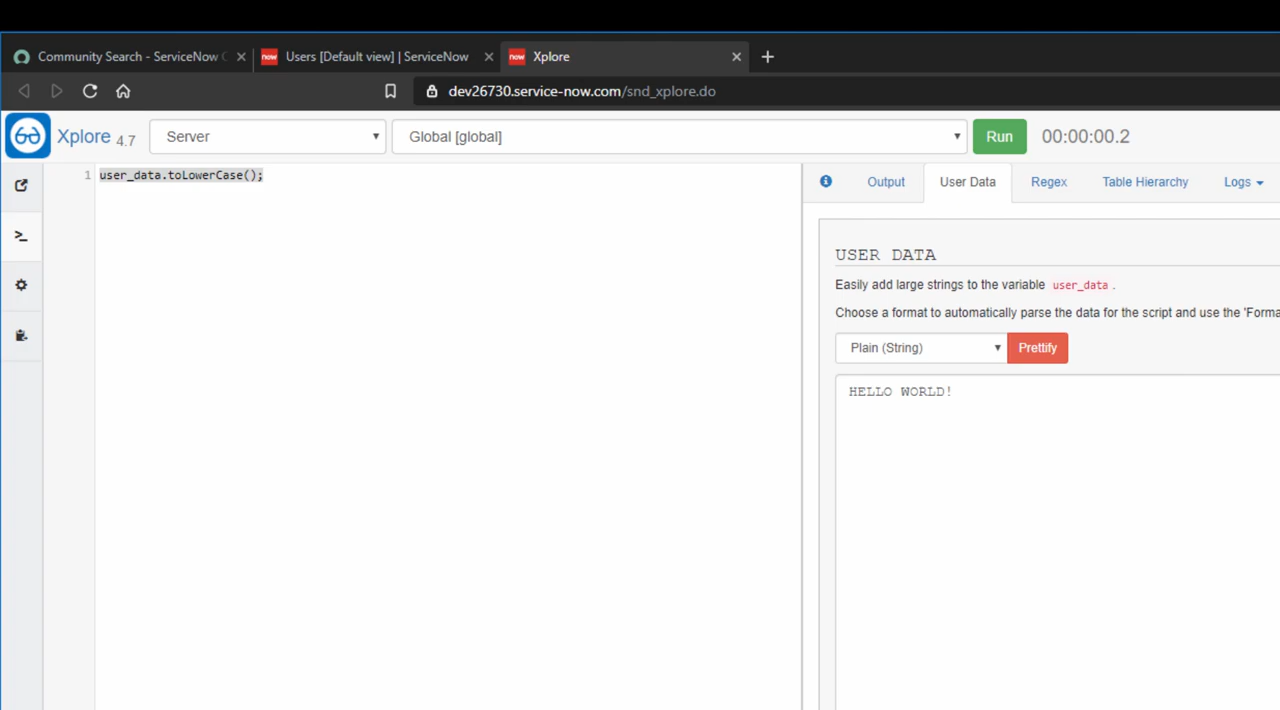 Community Search - ServiceNow
Users [Default view] | ServiceNow
now Xplore
dev26730.service-now.com/snd_xplore.do
Xplore 4.7
Server
Global [global]
Run
00:00:00.2
1 user_data.toLowerCase();
Output
User Data
Regex
Table Hierarchy
Logs
USER DATA
Easily add large strings to the variable user_data .
Choose a format to automatically parse the data for the script and use the 'Forma
Plain (String)
Prettify
HELLO WORLD!